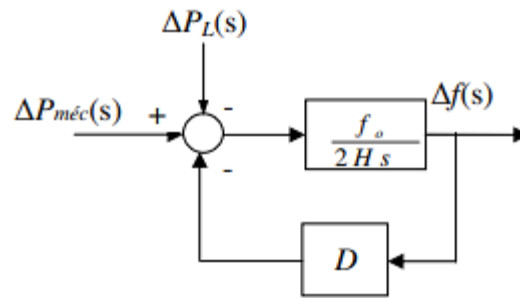 ΔP_L(s)
ΔP_méc(s) + - Δf(s)
f_o
2 H s
-
D